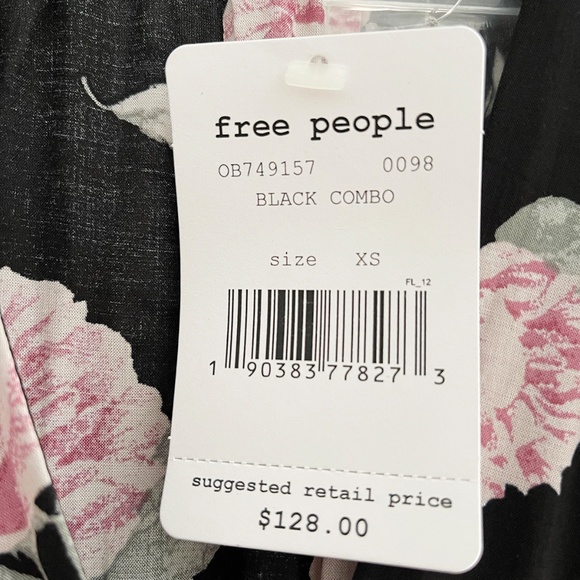 free people
OB749157 0098
BLACK COMBO
size XS
FL_12
1 90383 77827 3
suggested retail price
$128.00